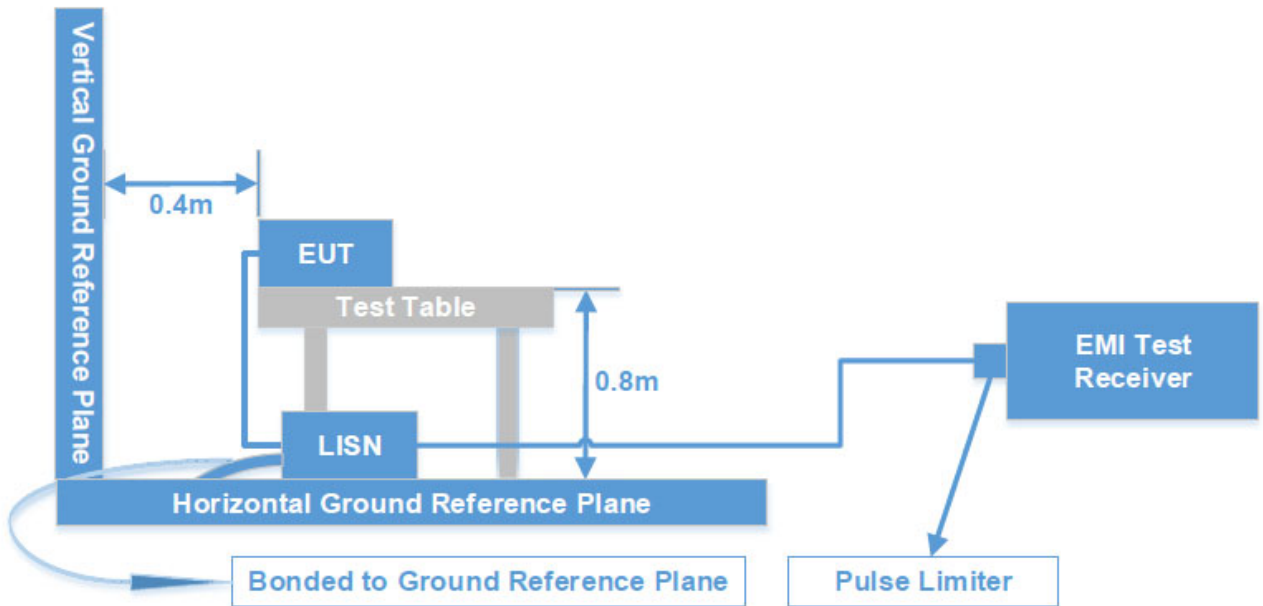 Vertical Ground Reference Plane
0.4m
EUT
Test Table
0.8m
EMI Test
Receiver
LISN
Horizontal Ground Reference Plane
Bonded to Ground Reference Plane
Pulse Limiter